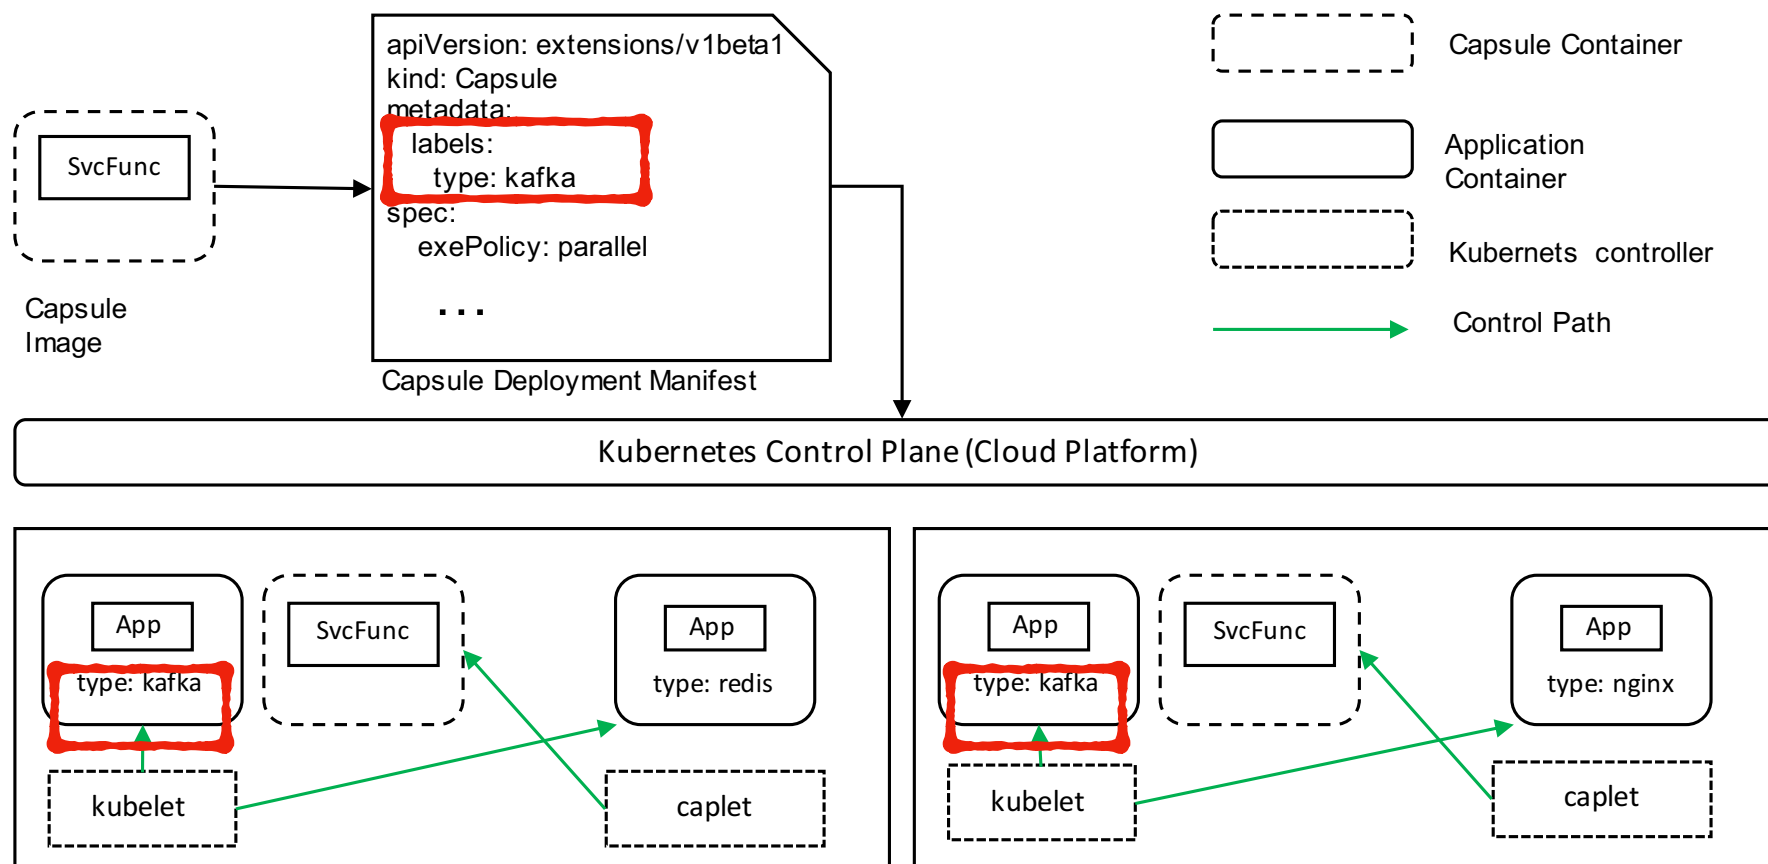 apiVersion: extensions/v1beta1
kind: Capsule
metadata:
labels:
type: kafka
spec:
exePolicy: parallel
...
SvcFunc
Capsule
Image
Capsule Deployment Manifest
Capsule Container
Application
Container
Kubernets controller
Control Path
Kubernetes Control Plane (Cloud Platform)
App
type: kafka
SvcFunc
App
type: redis
kubelet
caplet
App
type: kafka
SvcFunc
App
type: nginx
kubelet
caplet